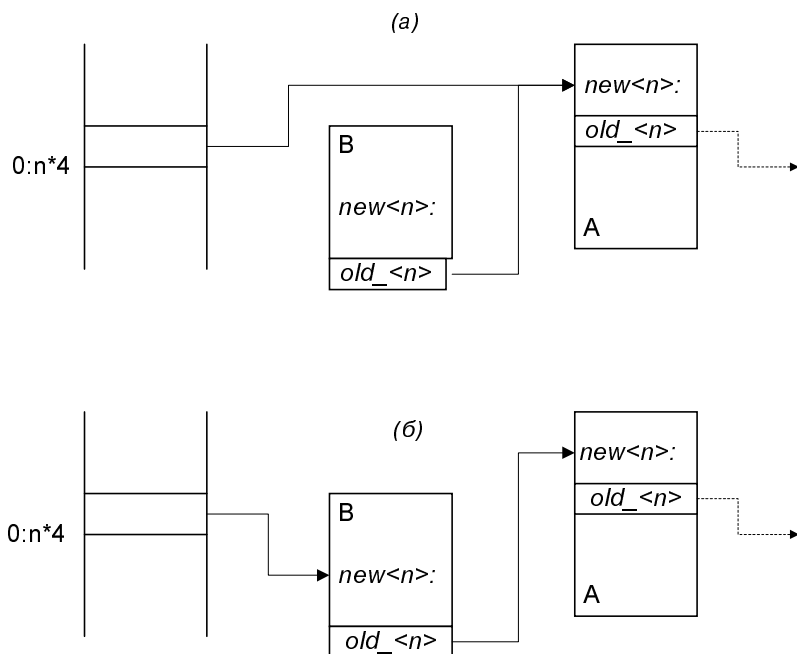 (а)
new<n>:
old_<n>
B
0:n*4
new<n>:
A
old_<n>
(б)
new<n>:
old_<n>
B
0:n*4
new<n>:
A
old_<n>